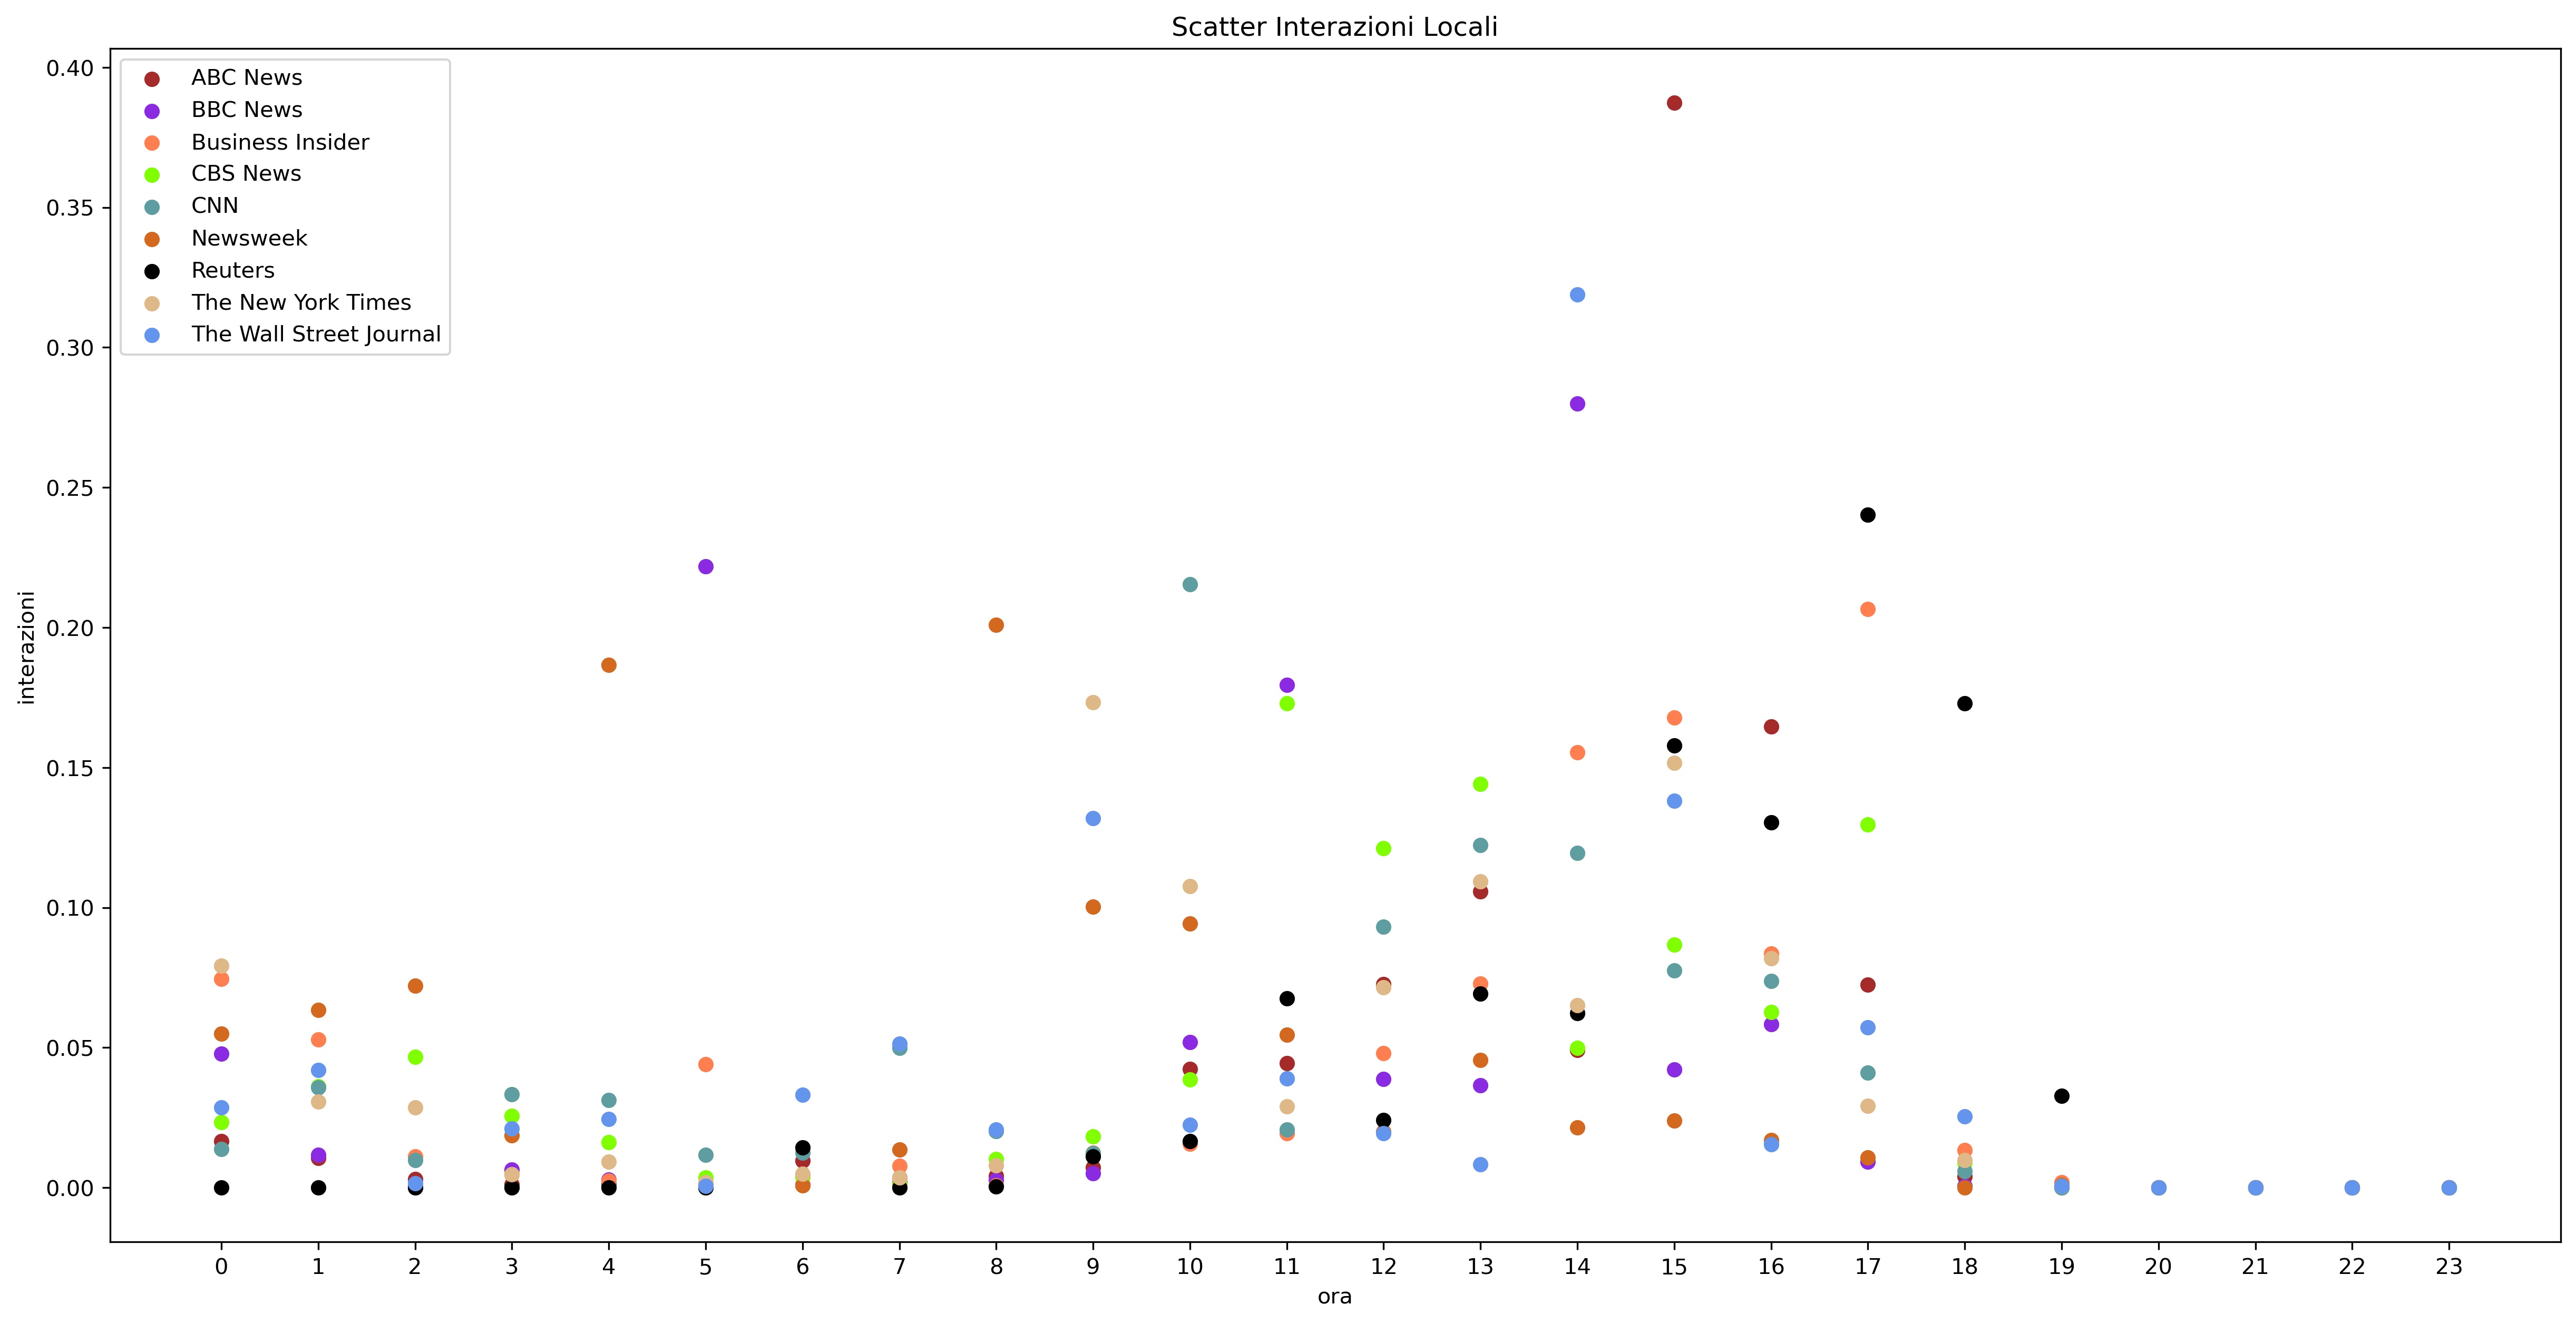 Scatter Interazioni Locali
0.40
0.35
0.30
0.25
0.20
0.15
0.10
0.05
0.00
interazioni
ABC News
BBC News
Business Insider
CBS News
CNN
Newsweek
Reuters
The New York Times
The Wall Street Journal
0 1 2 3 4 5 6 7 8 9 10 11 12 13 14 15 16 17 18 19 20 21 22 23
ora